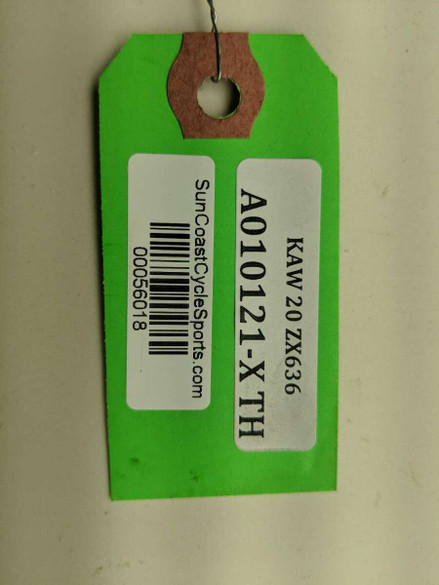 KAW 20 ZX636
A010121-X TH
SunCoastCycleSports.com
00056018